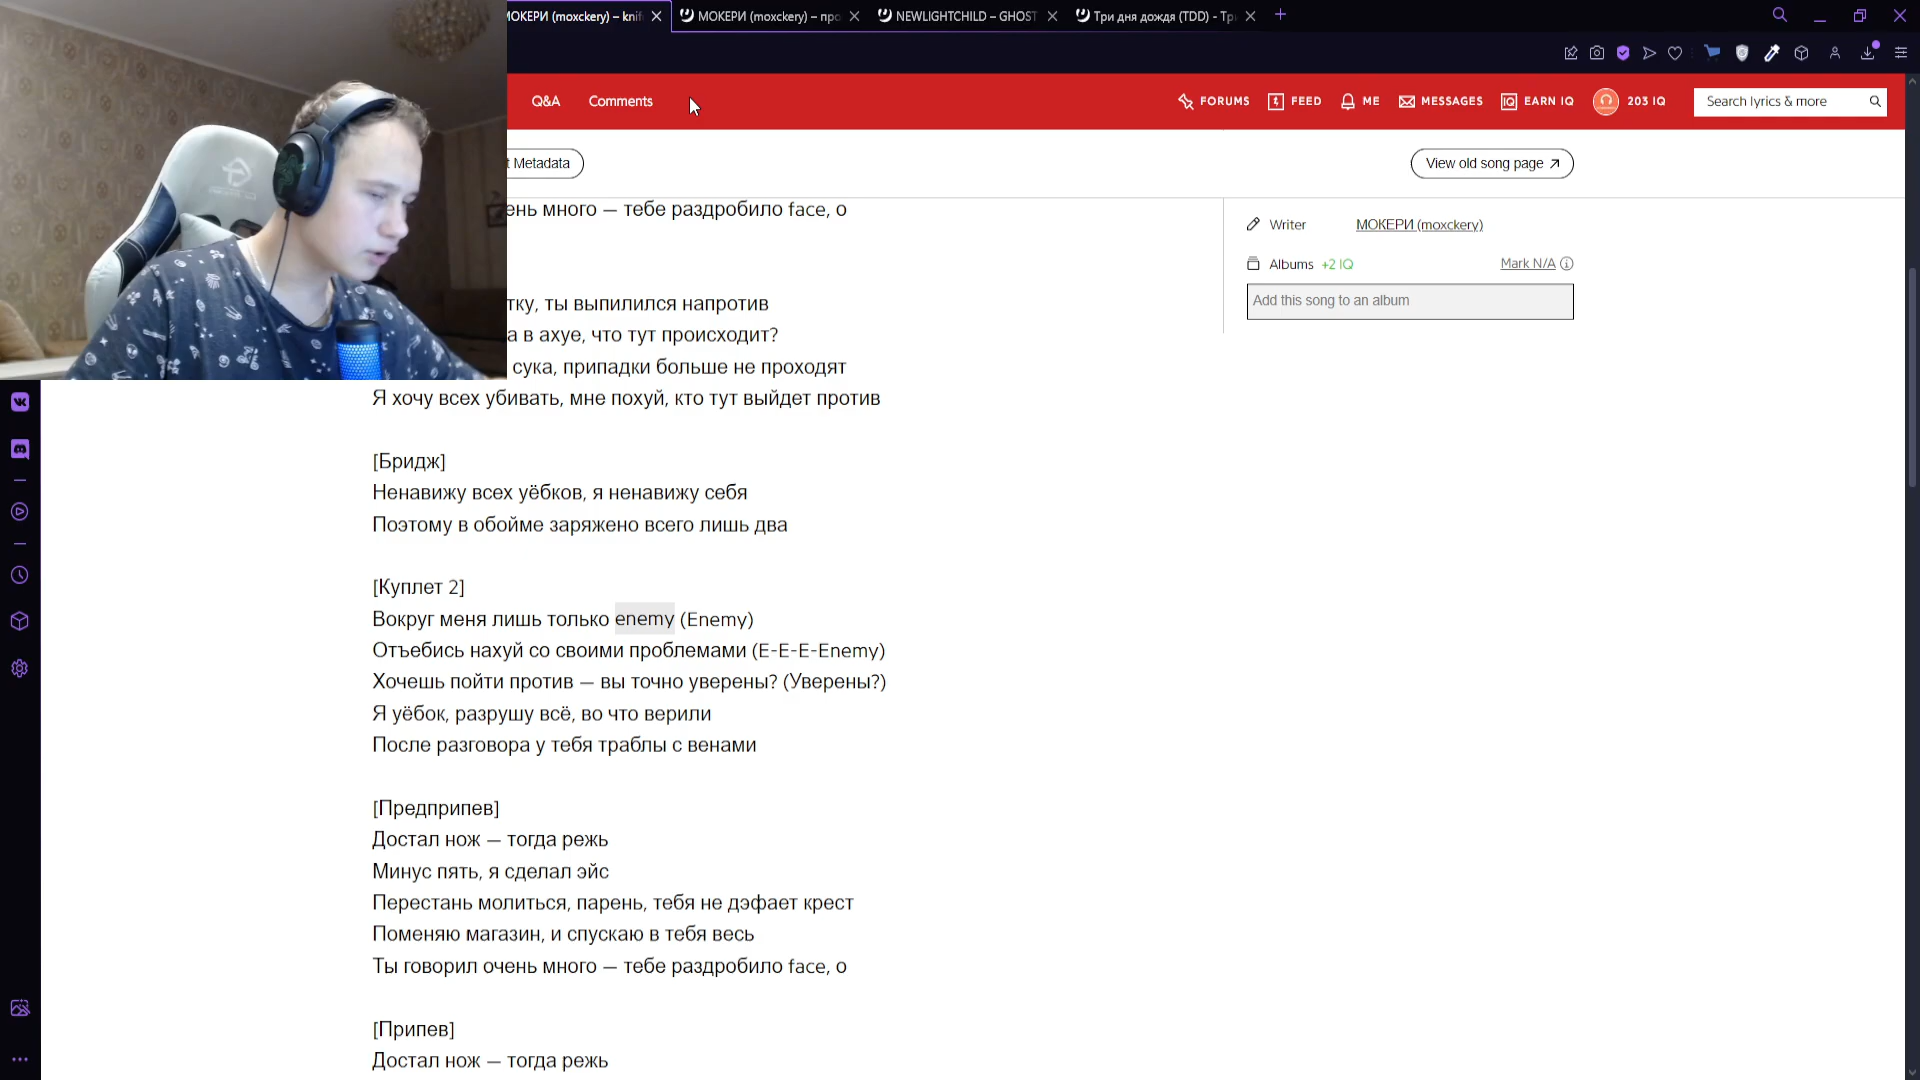 МОКЕРИ (moxckery) – knif
МОКЕРИ (moxckery) – про
NEWLIGHTCHILD – GHOST
Три дня дождя (TDD) - Тр
Q&A
Comments
FORUMS
FEED
ME
MESSAGES
EARN IQ
203 IQ
Search lyrics & more
t Metadata
View old song page
ень много — тебе раздробило face, о
Writer
МОКЕРИ (moxckery)
Albums +2 IQ
Mark N/A
Add this song to an album
тку, ты выпилился напротив
а в ахуе, что тут происходит?
сука, припадки больше не проходят
Я хочу всех убивать, мне похуй, кто тут выйдет против
[Бридж]
Ненавижу всех уёбков, я ненавижу себя
Поэтому в обойме заряжено всего лишь два
[Куплет 2]
Вокруг меня лишь только enemy (Enemy)
Отъебись нахуй со своими проблемами (E-E-E-Enemy)
Хочешь пойти против — вы точно уверены? (Уверены?)
Я уёбок, разрушу всё, во что верили
После разговора у тебя траблы с венами
[Предприпев]
Достал нож — тогда режь
Минус пять, я сделал эйс
Перестань молиться, парень, тебя не дэфает крест
Поменяю магазин, и спускаю в тебя весь
Ты говорил очень много — тебе раздробило face, о
[Припев]
Достал нож — тогда режь